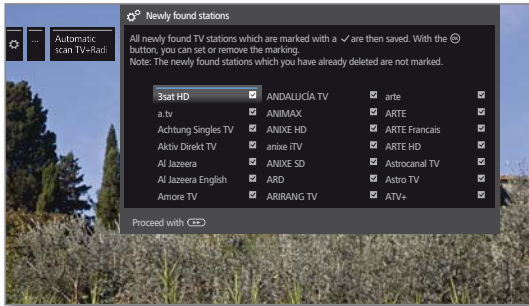 Newly found stations
...
Automatic
scan TV+Radi
All newly found TV stations which are marked with a ✓ are then saved. With the OK
button, you can set or remove the marking.
Note: The newly found stations which you have already deleted are not marked.
3sat HD ANDALUCÍA TV arte
a.tv ANIMAX ARTE
Achtung Singles TV ANIXE HD ARTE Francais
Aktiv Direkt TV anixe iTV ARTE HD
Al Jazeera ANIXE SD Astrocanal TV
Al Jazeera English ARD Astro TV
Amore TV ARIRANG TV ATV+
Proceed with